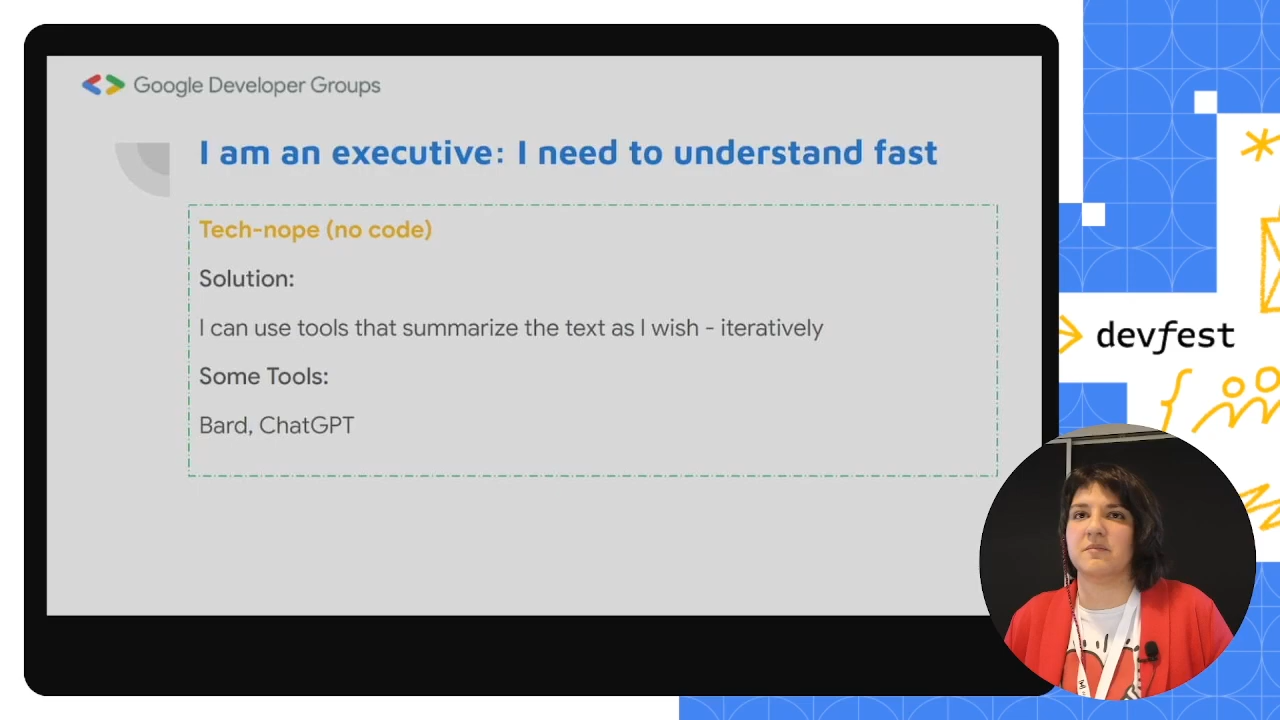 Google Developer Groups
I am an executive: I need to understand fast
Tech-nope (no code)
Solution:
I can use tools that summarize the text as I wish - iteratively
Some Tools:
Bard, ChatGPT
devfest